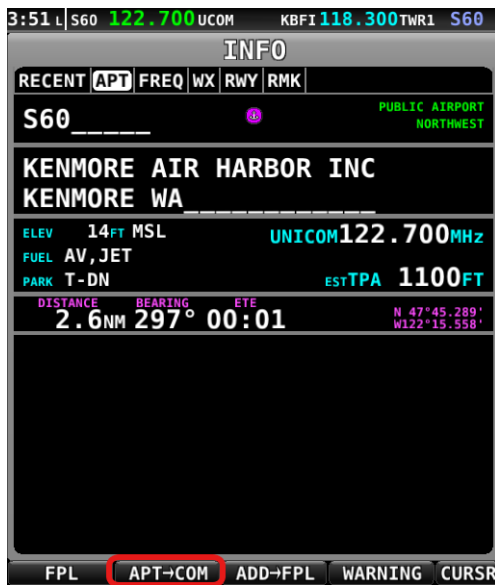 3:51 L S60 122.700 UCOM KBFI 118.300 TWR1 S60
INFO
RECENT APT FREQ WX RWY RMK
S60_____
PUBLIC AIRPORT
NORTHWEST
KENMORE AIR HARBOR INC
KENMORE WA____________
ELEV 14FT MSL
UNICOM 122.700MHz
FUEL AV,JET
PARK T-DN
EST TPA 1100FT
DISTANCE BEARING ETE
2.6NM 297° 00:01
N 47°45.289'
W122°15.558'
FPL APT→COM ADD→FPL WARNING CURSR